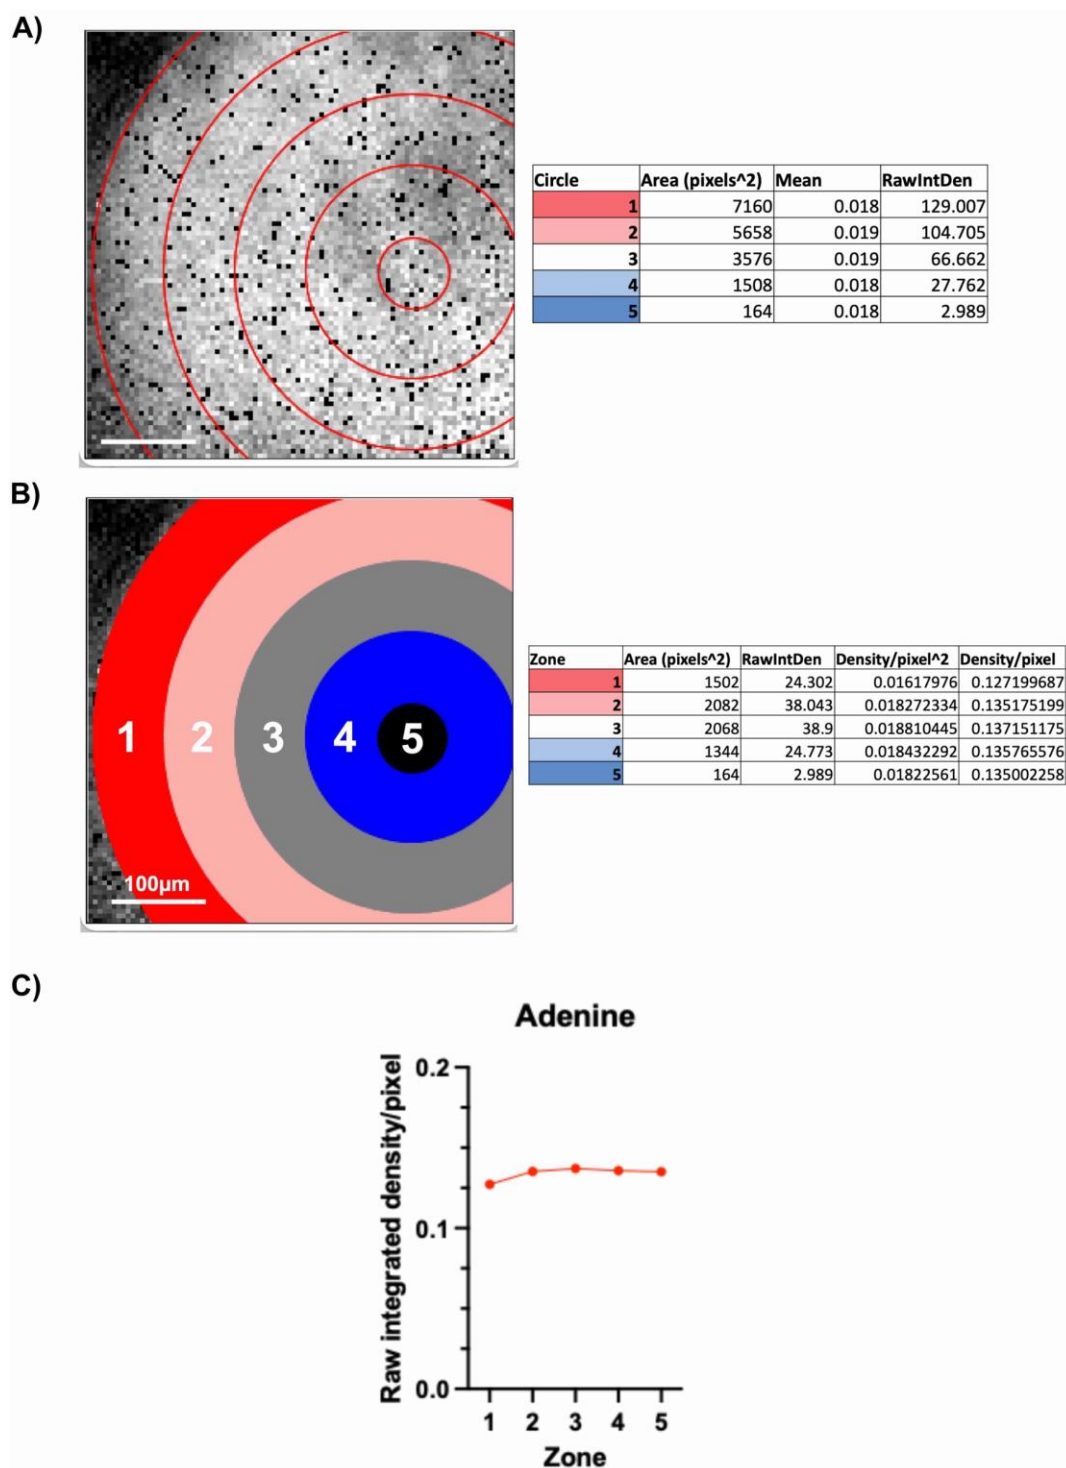 A)
Circle Area (pixels^2) Mean RawIntDen
1 7160 0.018 129.007
2 5658 0.019 104.705
3 3576 0.019 66.662
4 1508 0.018 27.762
5 164 0.018 2.989
B)
1 2 3 4 5
100µm
Zone Area (pixels^2) RawIntDen Density/pixel^2 Density/pixel
1 1502 24.302 0.01617976 0.127199687
2 2082 38.043 0.018272334 0.135175199
3 2068 38.9 0.018810445 0.137151175
4 1344 24.773 0.018432292 0.135765576
5 164 2.989 0.01822561 0.135002258
C)
Adenine
Raw integrated density/pixel
0.2
0.1
0.0
1 2 3 4 5
Zone